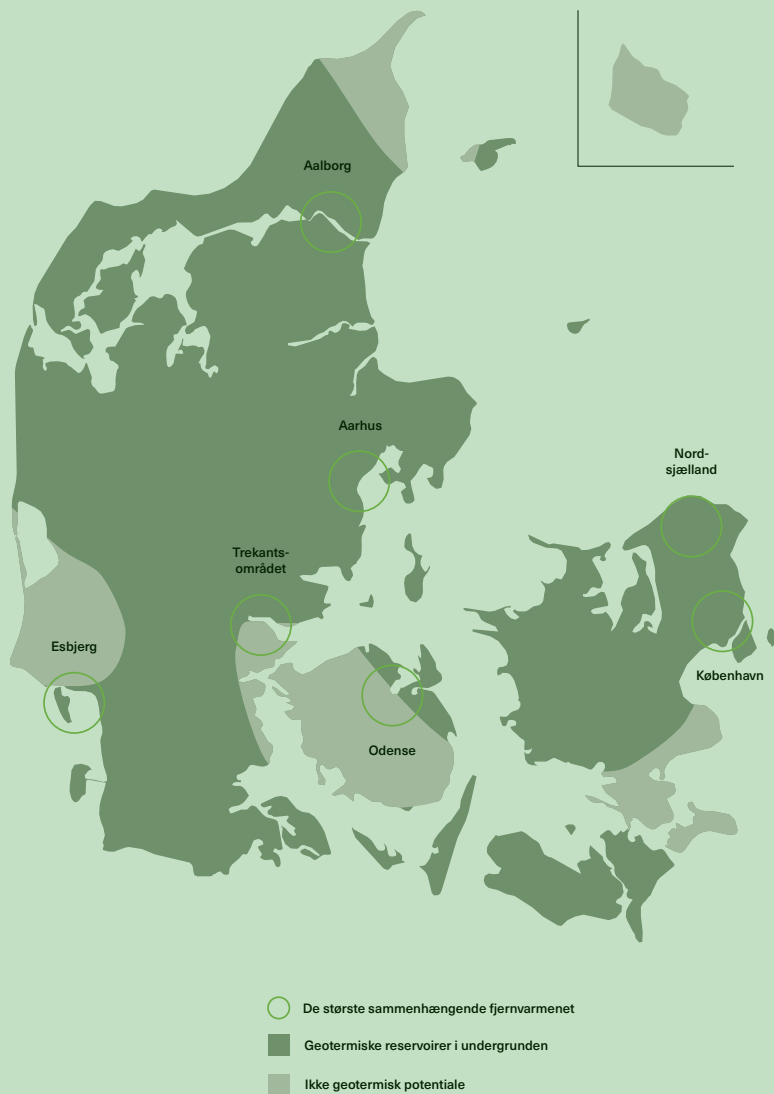 Aalborg
Aarhus
Nord-
sjælland
Trekants-
området
Esbjerg
København
Odense
De største sammenhængende fjernvarmenet
Geotermiske reservoirer i undergrunden
Ikke geotermisk potentiale